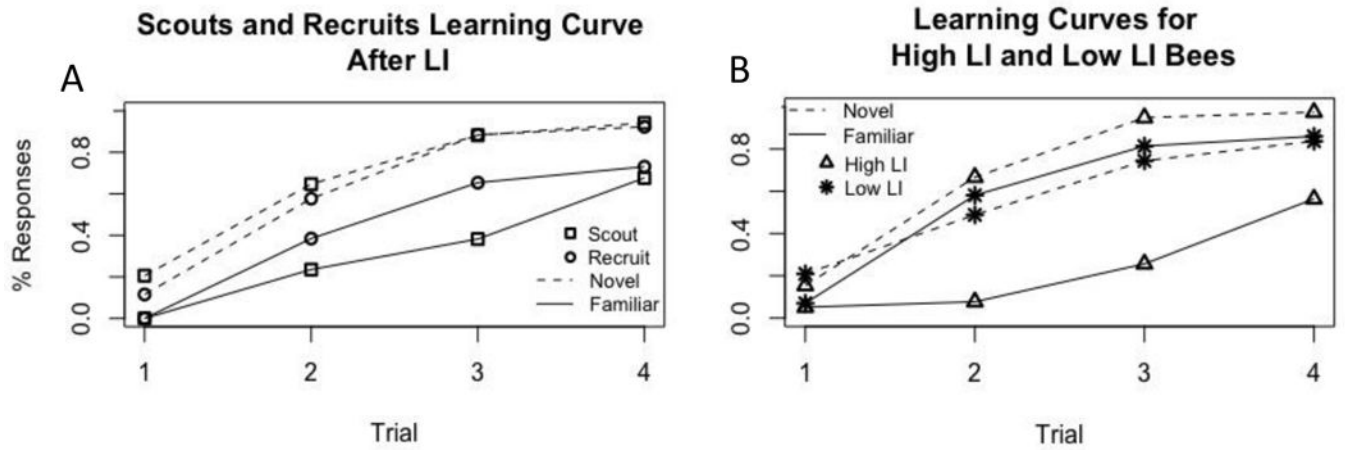 Scouts and Recruits Learning Curve
After LI
A
% Responses
0.8
0.4
0.0
Scout
Recruit
Novel
Familiar
1 2 3 4
Trial
Learning Curves for
High LI and Low LI Bees
B
Novel
Familiar
High LI
Low LI
0.8
0.4
0.0
1 2 3 4
Trial